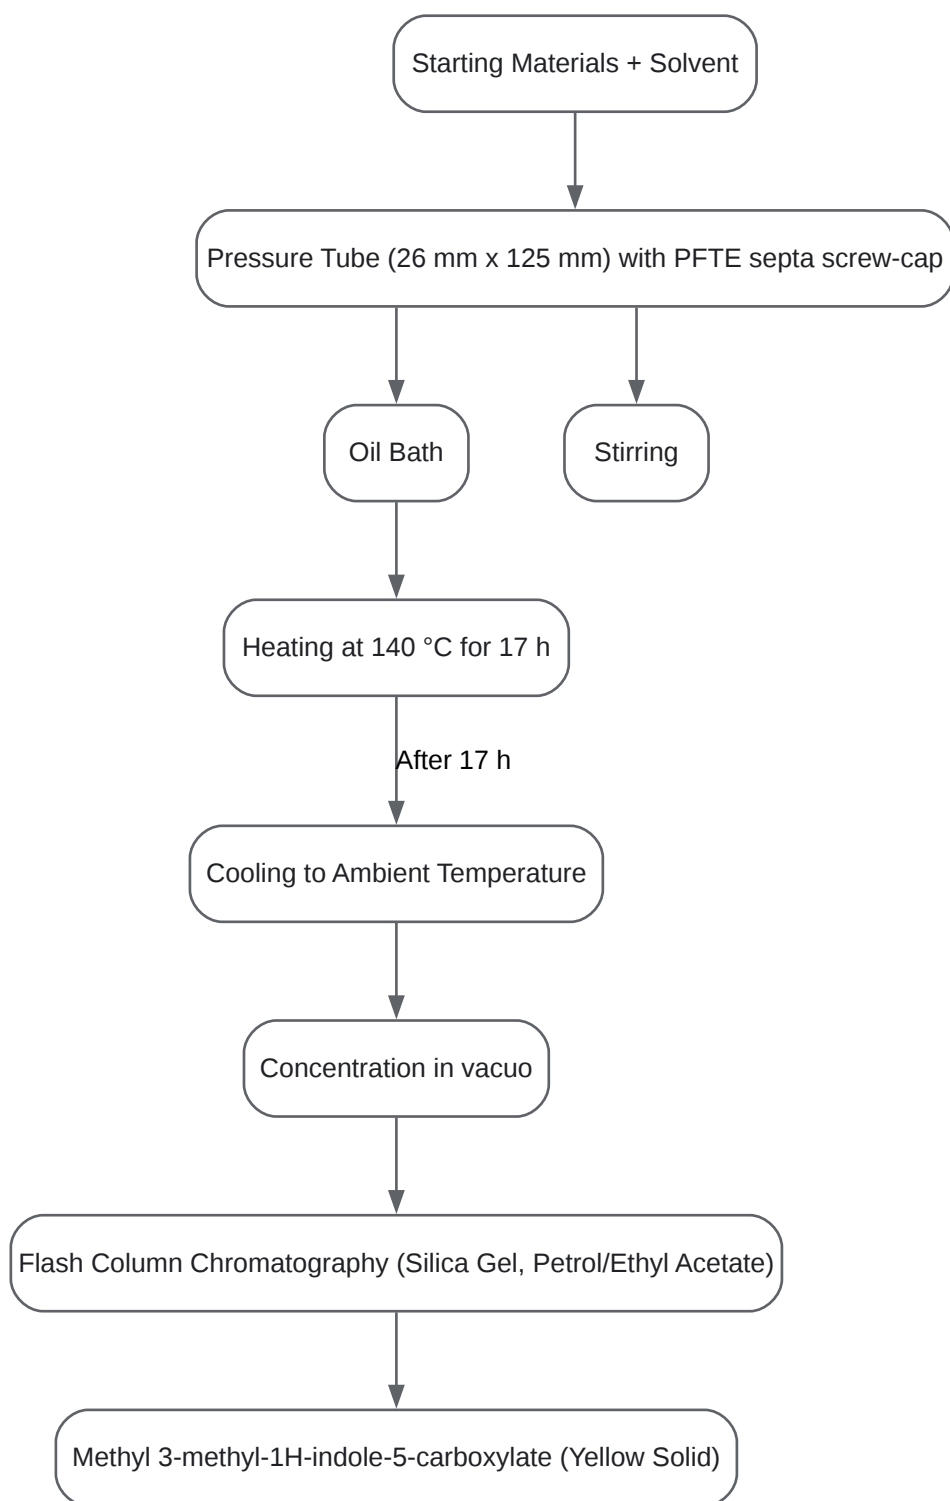 Starting Materials + Solvent
Pressure Tube (26 mm x 125 mm) with PFTE septa screw-cap
Oil Bath
Stirring
Heating at 140 °C for 17 h
After 17 h
Cooling to Ambient Temperature
Concentration in vacuo
Flash Column Chromatography (Silica Gel, Petrol/Ethyl Acetate)
Methyl 3-methyl-1H-indole-5-carboxylate (Yellow Solid)